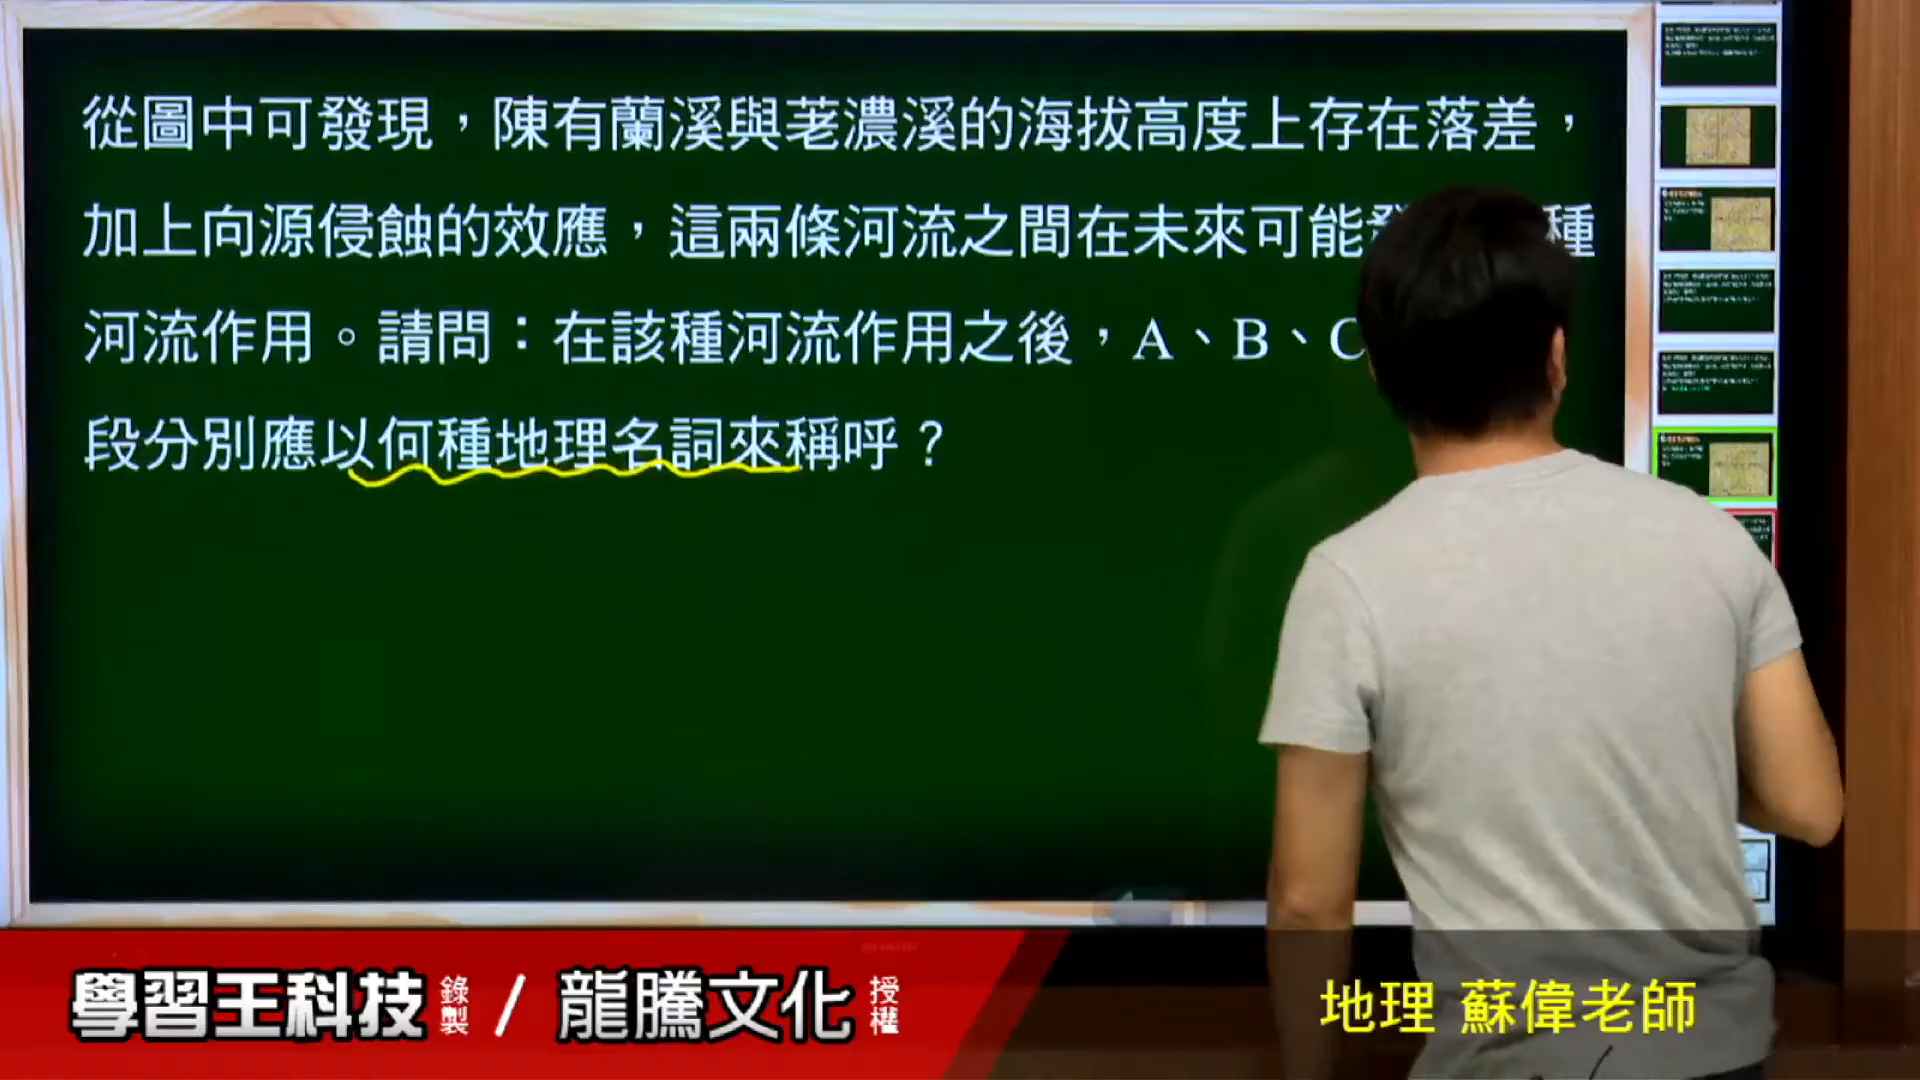 從圖中可發現，陳有蘭溪與荖濃溪的海拔高度上存在落差，
加上向源侵蝕的效應，這兩條河流之間在未來可能 種
河流作用。請問：在該種河流作用之後，A、B、C
段分別應以何種地理名詞來稱呼？
學習王科技 錄製 / 龍騰文化 授權
地理 蘇偉老師